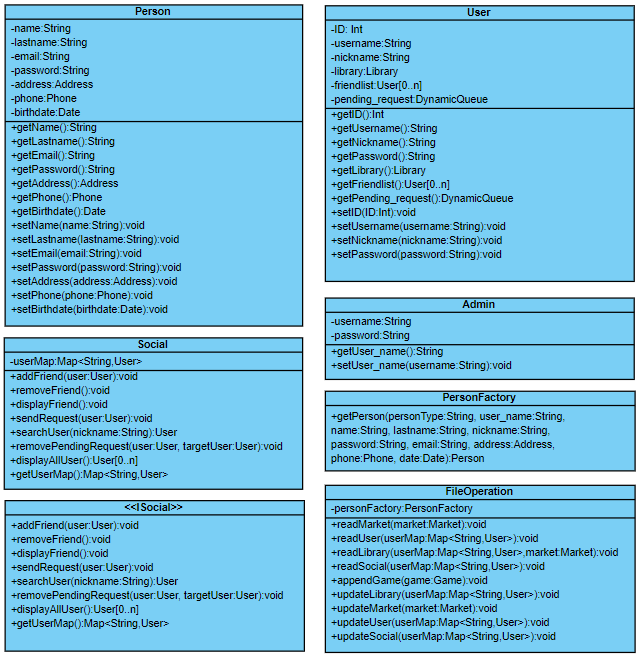 Person
-name:String
-lastname:String
-email:String
-password:String
-address:Address
-phone:Phone
-birthdate:Date
+getName():String
+getLastname():String
+getEmail():String
+getPassword():String
+getAddress():Address
+getPhone():Phone
+getBirthdate():Date
+setName(name:String):void
+setLastname(lastname:String):void
+setEmail(email:String):void
+setPassword(password:String):void
+setAddress(address:Address):void
+setPhone(phone:Phone):void
+setBirthdate(birthdate:Date):void
Social
-userMap:Map<String,User>
+addFriend(user:User):void
+removeFriend():void
+displayFriend():void
+sendRequest(user:User):void
+searchUser(nickname:String):User
+removePendingRequest(user:User, targetUser:User):void
+displayAllUser():User[0..n]
+getUserMap():Map<String,User>
<<ISocial>>
+addFriend(user:User):void
+removeFriend():void
+displayFriend():void
+sendRequest(user:User):void
+searchUser(nickname:String):User
+removePendingRequest(user:User, targetUser:User):void
+displayAllUser():User[0..n]
+getUserMap():Map<String,User>
User
-ID: Int
-username:String
-nickname:String
-library:Library
-friendlist:User[0..n]
-pending_request:DynamicQueue
+getID():Int
+getUsername():String
+getNickname():String
+getPassword():String
+getLibrary():Library
+getFriendlist():User[0..n]
+getPending_request():DynamicQueue
+setID(ID:Int):void
+setUsername(username:String):void
+setNickname(nickname:String):void
+setPassword(password:String):void
Admin
-username:String
-password:String
+getUser_name():String
+setUser_name(username:String):void
PersonFactory
+getPerson(personType:String, user_name:String,
name:String, lastname:String, nickname:String,
password:String, email:String, address:Address,
phone:Phone, date:Date):Person
FileOperation
-personFactory:PersonFactory
+readMarket(market:Market):void
+readUser(userMap:Map<String,User>):void
+readLibrary(userMap:Map<String,User>,market:Market):void
+readSocial(userMap:Map<String,User>):void
+appendGame(game:Game):void
+updateLibrary(userMap:Map<String,User>):void
+updateMarket(market:Market):void
+updateUser(userMap:Map<String,User>):void
+updateSocial(userMap:Map<String,User>):void